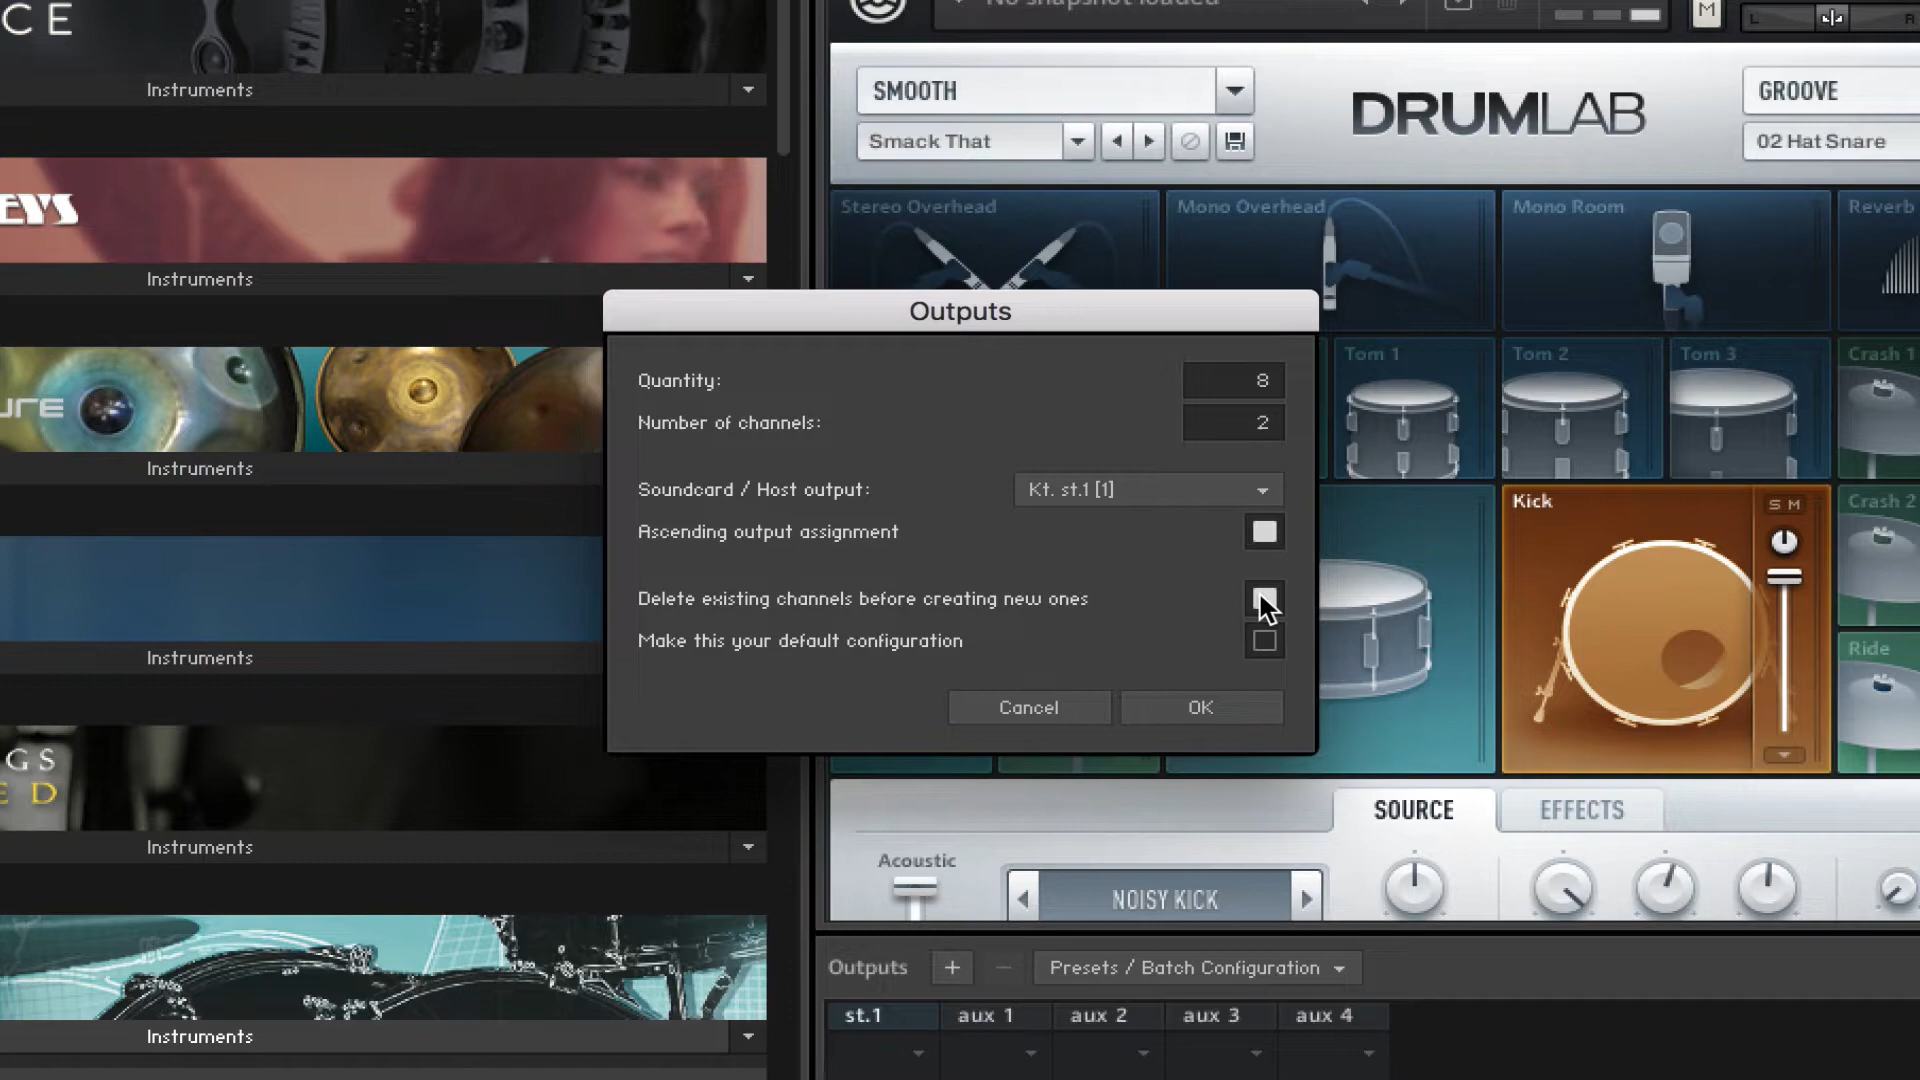 CE
Instruments
EYS
Instruments
URE
Instruments
Instruments
GS
ED
Instruments
Instruments
M
L
R
SMOOTH
Smack That
DRUMLAB
GROOVE
02 Hat Snare
Stereo Overhead
Mono Overhead
Mono Room
Reverb
Tom 1
Tom 2
Tom 3
Crash 1
Kick
S M
Crash 2
Ride
Outputs
Quantity:
8
Number of channels:
2
Soundcard / Host output:
Kt. st.1 [1]
Ascending output assignment
Delete existing channels before creating new ones
Make this your default configuration
Cancel
OK
SOURCE
EFFECTS
Acoustic
NOISY KICK
Outputs
+
−
Presets / Batch Configuration
st.1
aux 1
aux 2
aux 3
aux 4